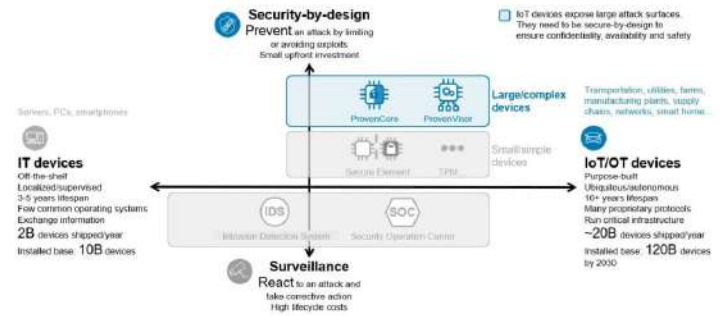 Security-by-design
Prevent an attack by limiting
or avoiding exploits
Small upfront investment
IoT devices expose large attack surfaces.
They need to be secure-by-design to
ensure confidentiality, availability and safety
ProvenCore
ProvenVisor
Large/complex
devices
Transportation, utilities, farms,
manufacturing plants, supply
chains, networks, smart home...
Servers, PCs, smartphones
Secure Element
TPM...
Small/simple
devices
IT devices
Off-the-shelf
Localized/supervised
3-5 years lifespan
Few common operating systems
Exchange information
2B devices shipped/year
Installed base: 10B devices
IoT/OT devices
Purpose-built
Ubiquitous/autonomous
10+ years lifespan
Many proprietary protocols
Run critical infrastructure
~20B devices shipped/year
Installed base: 120B devices
by 2030
IDS
SOC
Intrusion Detection System
Security Operation Center
Surveillance
React to an attack and
take corrective action
High lifecycle costs